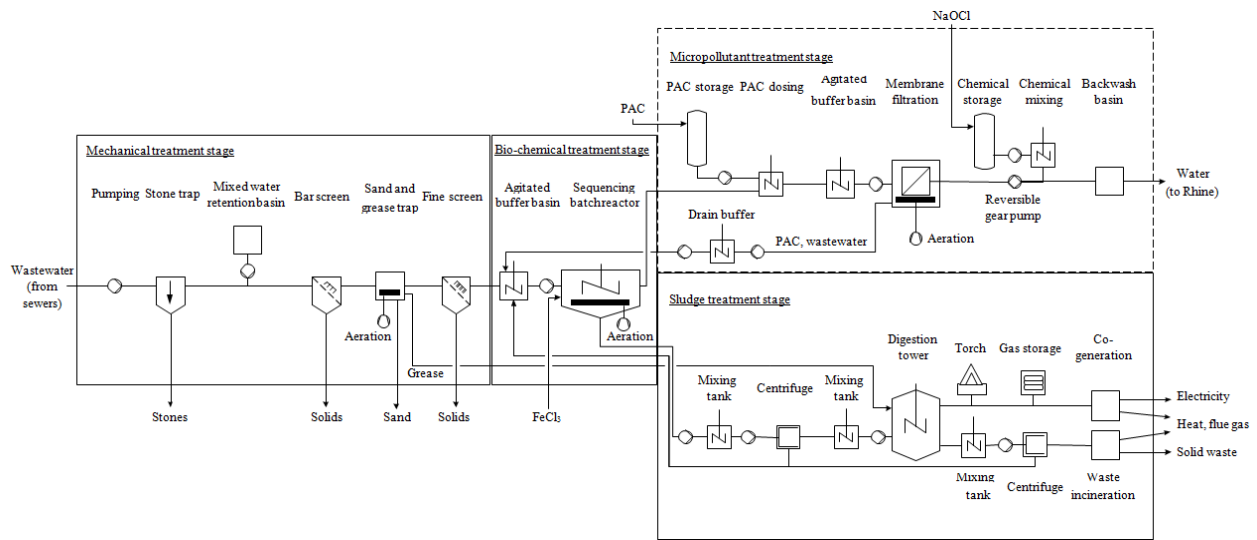 NaOCl
Micropollutant treatment stage
PAC storage
PAC dosing
Agitated
buffer basin
Membrane
filtration
Chemical
storage
Chemical
mixing
Backwash
basin
PAC
Water
(to Rhine)
Reversible
gear pump
Drain buffer
PAC, wastewater
Aeration
Mechanical treatment stage
Pumping
Stone trap
Mixed water
retention basin
Bar screen
Sand and
grease trap
Fine screen
Wastewater
(from
sewers)
Aeration
Grease
Stones
Solids
Sand
Solids
Bio-chemical treatment stage
Agitated
buffer basin
Sequencing
batchreactor
Aeration
FeCl3
Sludge treatment stage
Mixing
tank
Centrifuge
Mixing
tank
Digestion
tower
Torch
Gas storage
Co-
generation
Electricity
Heat, flue gas
Solid waste
Mixing
tank
Centrifuge
Waste
incineration